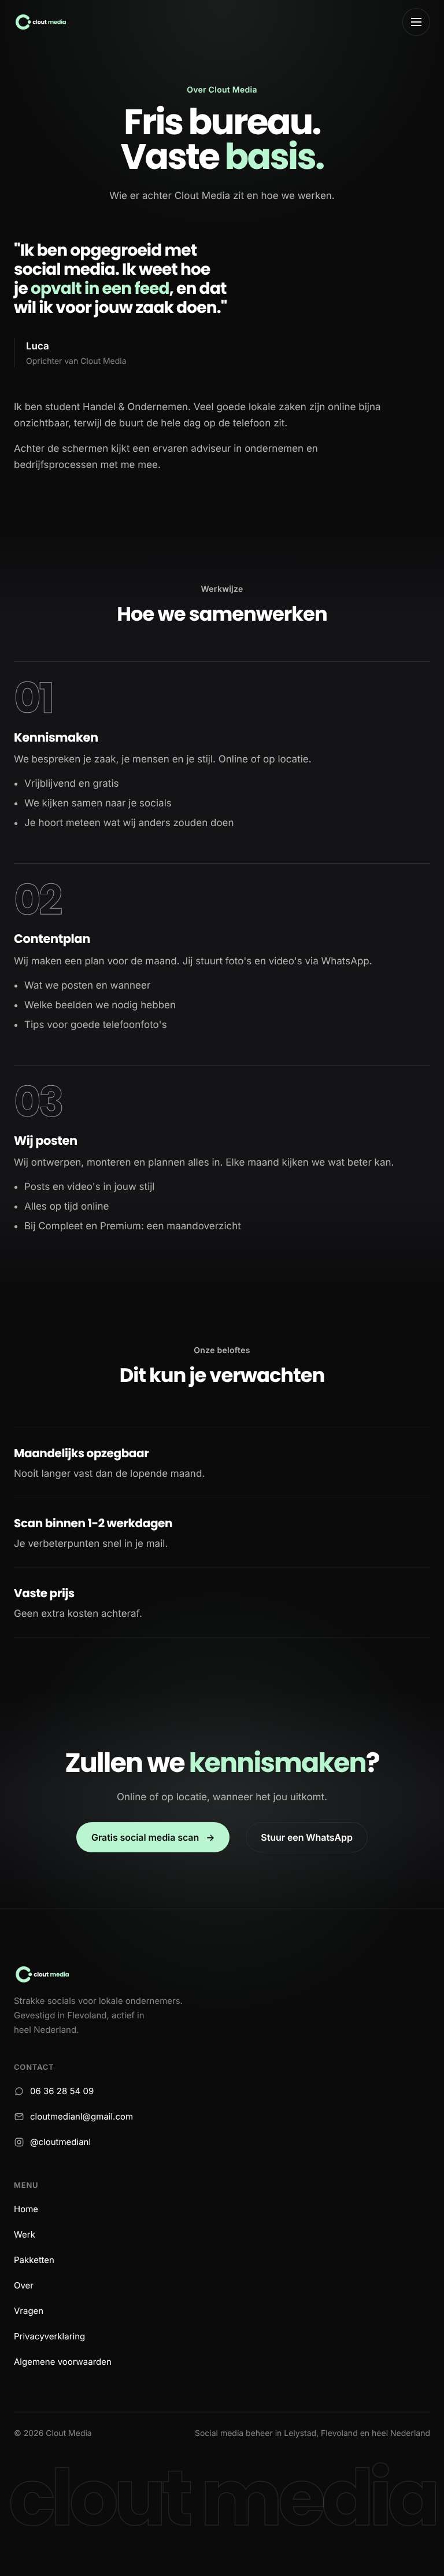 clout media
Over Clout Media
Fris bureau.
Vaste basis.
Wie er achter Clout Media zit en hoe we werken.
"Ik ben opgegroeid met
social media. Ik weet hoe
je opvalt in een feed, en dat
wil ik voor jouw zaak doen."
Luca
Oprichter van Clout Media
Ik ben student Handel & Ondernemen. Veel goede lokale zaken zijn online bijna
onzichtbaar, terwijl de buurt de hele dag op de telefoon zit.
Achter de schermen kijkt een ervaren adviseur in ondernemen en
bedrijfsprocessen met me mee.
Werkwijze
Hoe we samenwerken
01
Kennismaken
We bespreken je zaak, je mensen en je stijl. Online of op locatie.
• Vrijblijvend en gratis
• We kijken samen naar je socials
• Je hoort meteen wat wij anders zouden doen
02
Contentplan
Wij maken een plan voor de maand. Jij stuurt foto's en video's via WhatsApp.
• Wat we posten en wanneer
• Welke beelden we nodig hebben
• Tips voor goede telefoonfoto's
03
Wij posten
Wij ontwerpen, monteren en plannen alles in. Elke maand kijken we wat beter kan.
• Posts en video's in jouw stijl
• Alles op tijd online
• Bij Compleet en Premium: een maandoverzicht
Onze beloftes
Dit kun je verwachten
Maandelijks opzegbaar
Nooit langer vast dan de lopende maand.
Scan binnen 1-2 werkdagen
Je verbeterpunten snel in je mail.
Vaste prijs
Geen extra kosten achteraf.
Zullen we kennismaken?
Online of op locatie, wanneer het jou uitkomt.
Gratis social media scan →
Stuur een WhatsApp
clout media
Strakke socials voor lokale ondernemers.
Gevestigd in Flevoland, actief in
heel Nederland.
CONTACT
06 36 28 54 09
cloutmedianl@gmail.com
@cloutmedianl
MENU
Home
Werk
Pakketten
Over
Vragen
Privacyverklaring
Algemene voorwaarden
© 2026 Clout Media
Social media beheer in Lelystad, Flevoland en heel Nederland
clout media